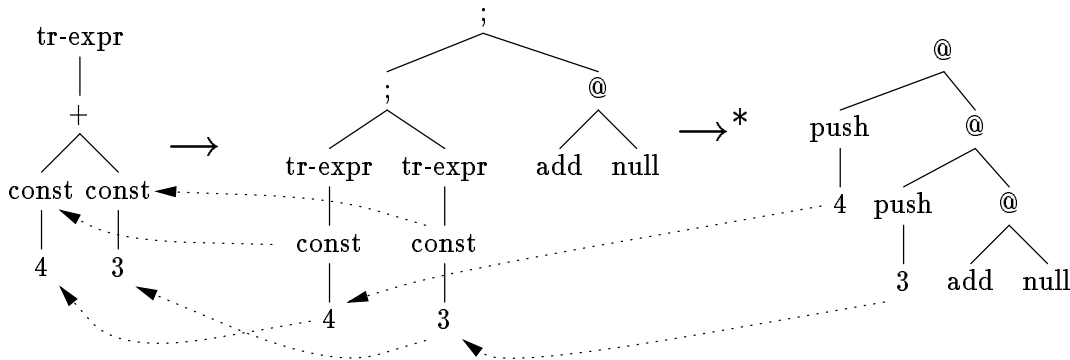 ;
tr-expr
@
; @
+
→ →*
push @
tr-expr tr-expr add null
const const
4 push @
const const
4 3
3 add null
4 3